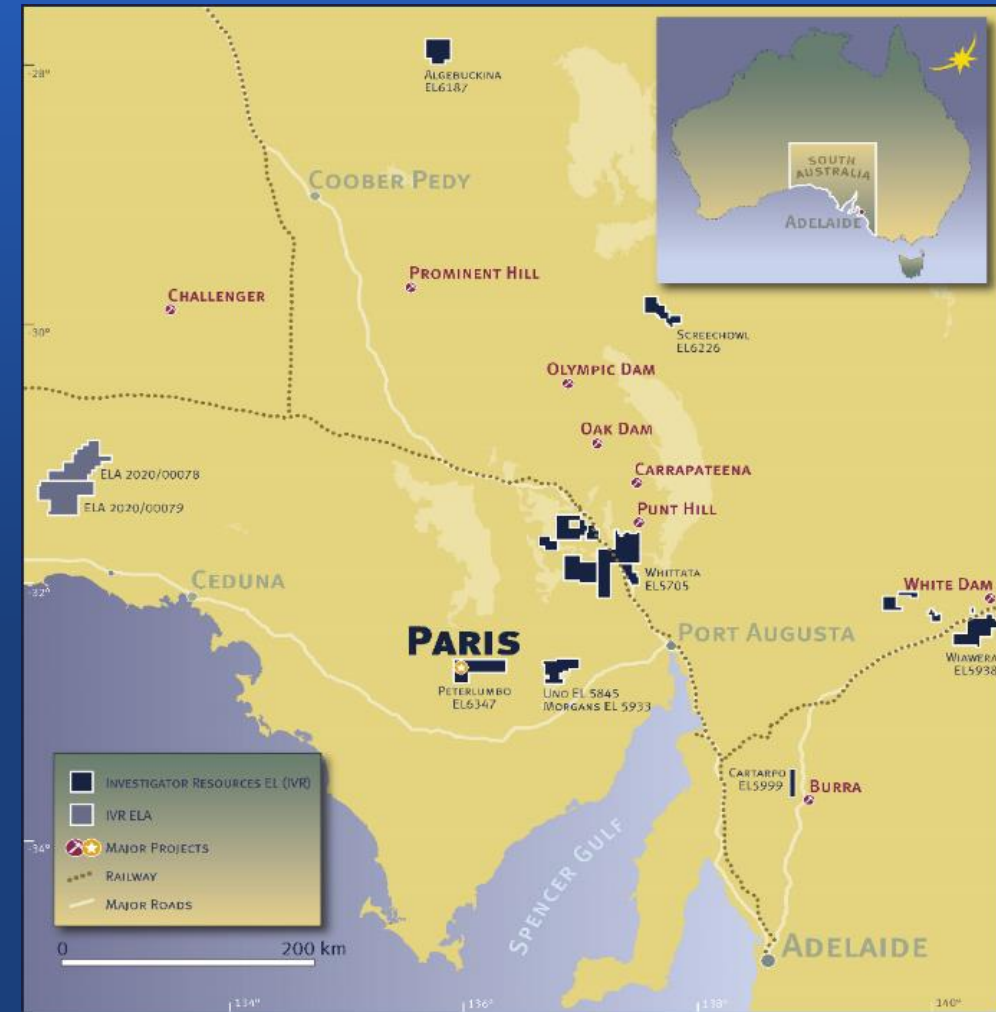 -28°
ALGEBUCKINA
EL6187
SOUTH
AUSTRALIA
ADELAIDE
COOBER PEDY
CHALLENGER
PROMINENT HILL
-30°
SCREECHOWL
EL6226
OLYMPIC DAM
OAK DAM
CARRAPATEENA
PUNT HILL
ELA 2020/00078
ELA 2020/00079
WHITTATA
EL5705
-32°
CEDUNA
WHITE DAM
PARIS
PORT AUGUSTA
PETERLUMBO
EL6347
UNO EL 5845
MORGANS EL 5933
WIAWERA
EL5938
CARTARPO
EL5999
BURRA
INVESTIGATOR RESOURCES EL (IVR)
IVR ELA
MAJOR PROJECTS
RAILWAY
MAJOR ROADS
-34°
SPENCER GULF
0 200 km
ADELAIDE
134° 136° 138° 140°